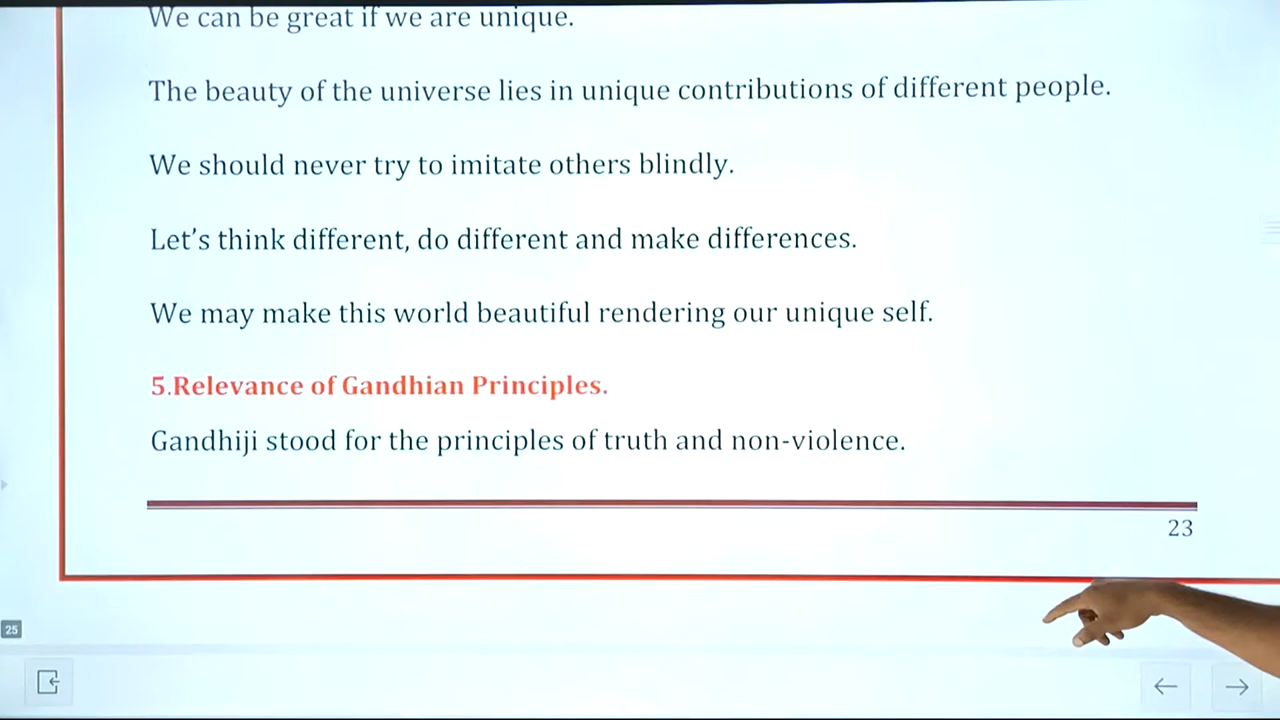 We can be great if we are unique.
The beauty of the universe lies in unique contributions of different people.
We should never try to imitate others blindly.
Let's think different, do different and make differences.
We may make this world beautiful rendering our unique self.
5.Relevance of Gandhian Principles.
Gandhiji stood for the principles of truth and non-violence.
23
25